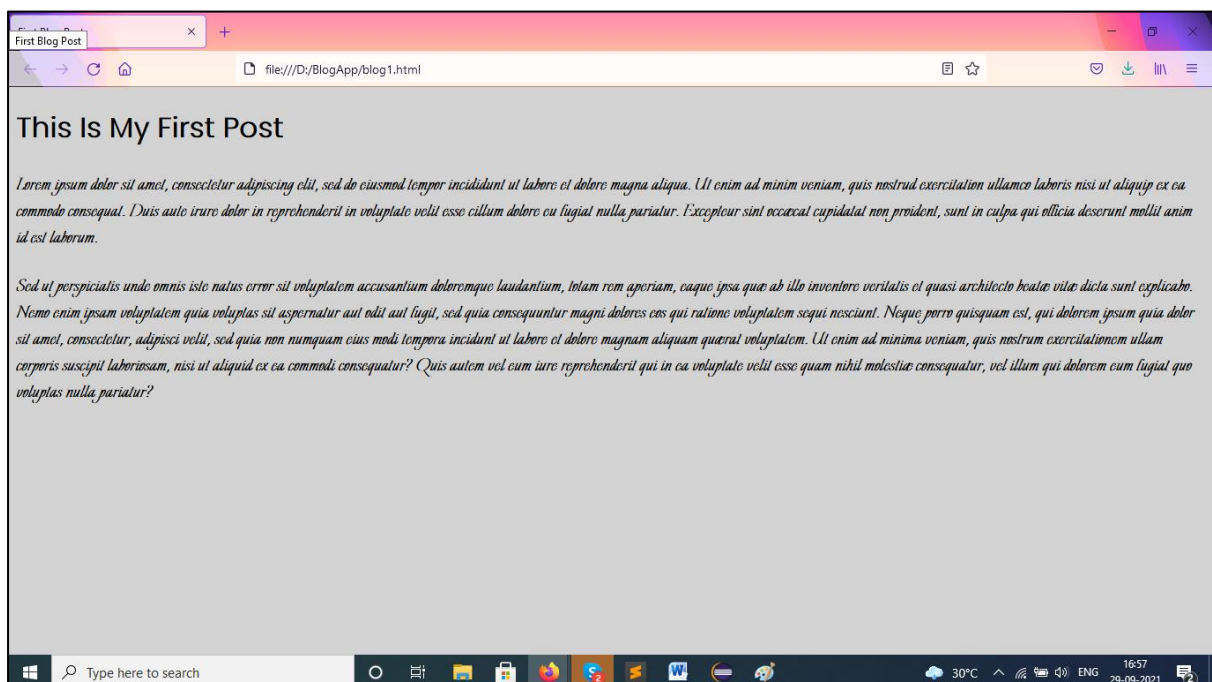 First Blog Post
file:///D:/BlogApp/blog1.html
This Is My First Post
Lorem ipsum dolor sit amet, consectetur adipiscing elit, sed do eiusmod tempor incididunt ut labore et dolore magna aliqua. Ut enim ad minim veniam, quis nostrud exercitation ullamco laboris nisi ut aliquip ex ea
commodo consequat. Duis aute irure dolor in reprehenderit in voluptate velit esse cillum dolore eu fugiat nulla pariatur. Excepteur sint occæcat cupidatat non proident, sunt in culpa qui officia deserunt mollit anim
id est laborum.
Sed ut perspiciatis unde omnis iste natus error sit voluptatem accusantium doloremque laudantium, totam rem aperiam, eaque ipsa quæ ab illo inventore veritatis et quasi architecto beatæ vitæ dicta sunt explicabo.
Nemo enim ipsam voluptatem quia voluptas sit aspernatur aut odit aut fugit, sed quia consequuntur magni dolores eos qui ratione voluptatem sequi nesciunt. Neque porro quisquam est, qui dolorem ipsum quia dolor
sit amet, consectetur, adipisci velit, sed quia non numquam eius modi tempora incidunt ut labore et dolore magnam aliquam quærat voluptatem. Ut enim ad minima veniam, quis nostrum exercitationem ullam
corporis suscipit laboriosam, nisi ut aliquid ex ea commodi consequatur? Quis autem vel eum iure reprehenderit qui in ea voluptate velit esse quam nihil molestiæ consequatur, vel illum qui dolorem eum fugiat quo
voluptas nulla pariatur?
Type here to search
30°C
ENG
16:57
29-09-2021